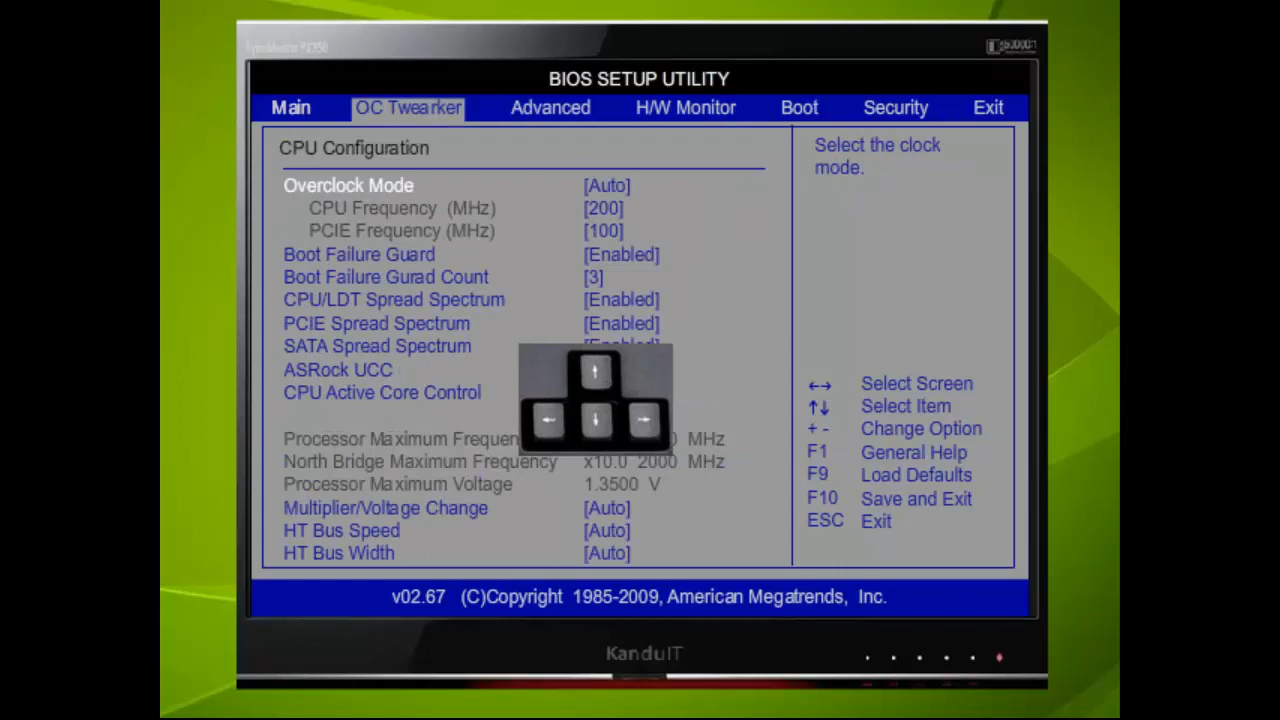 BIOS SETUP UTILITY
Main OC Twearker Advanced H/W Monitor Boot Security Exit
CPU Configuration
Overclock Mode [Auto]
CPU Frequency (MHz) [200]
PCIE Frequency (MHz) [100]
Boot Failure Guard [Enabled]
Boot Failure Gurad Count [3]
CPU/LDT Spread Spectrum [Enabled]
PCIE Spread Spectrum [Enabled]
SATA Spread Spectrum
ASRock UCC
CPU Active Core Control
Processor Maximum MHz
North Bridge Maximum Frequency x10.0 2000 MHz
Processor Maximum Voltage 1.3500 V
Multiplier/Voltage Change [Auto]
HT Bus Speed [Auto]
HT Bus Width [Auto]
Select the clock
mode.
↔ Select Screen
↑↓ Select Item
+ - Change Option
F1 General Help
F9 Load Defaults
F10 Save and Exit
ESC Exit
v02.67 (C)Copyright 1985-2009, American Megatrends, Inc.
KanduIT